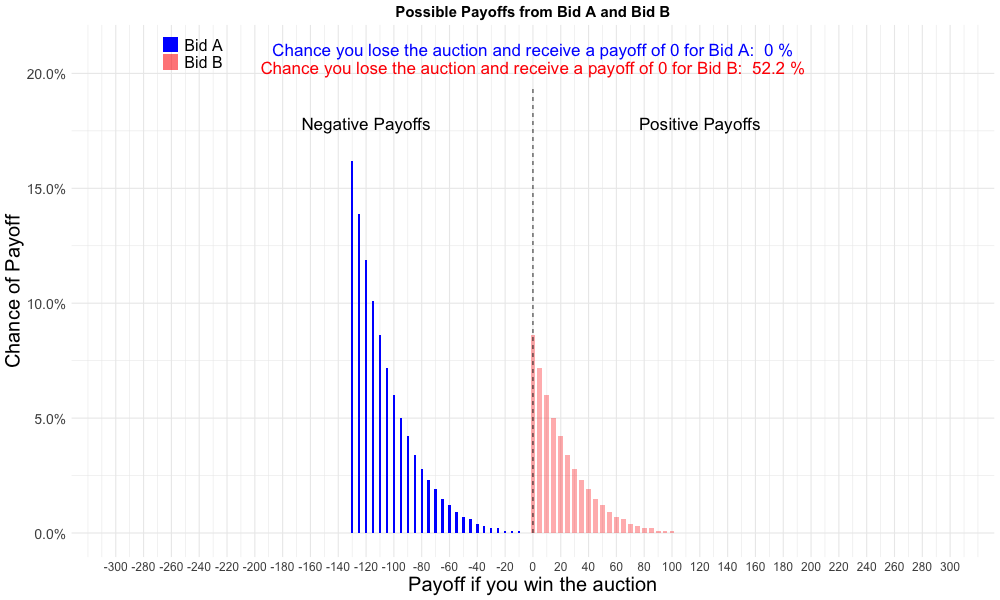 Possible Payoffs from Bid A and Bid B
Bid A
Bid B
Chance you lose the auction and receive a payoff of 0 for Bid A:  0 %
Chance you lose the auction and receive a payoff of 0 for Bid B:  52.2 %
Negative Payoffs
Positive Payoffs
Chance of Payoff
20.0%
15.0%
10.0%
5.0%
0.0%
-300 -280 -260 -240 -220 -200 -180 -160 -140 -120 -100 -80 -60 -40 -20 0 20 40 60 80 100 120 140 160 180 200 220 240 260 280 300
Payoff if you win the auction